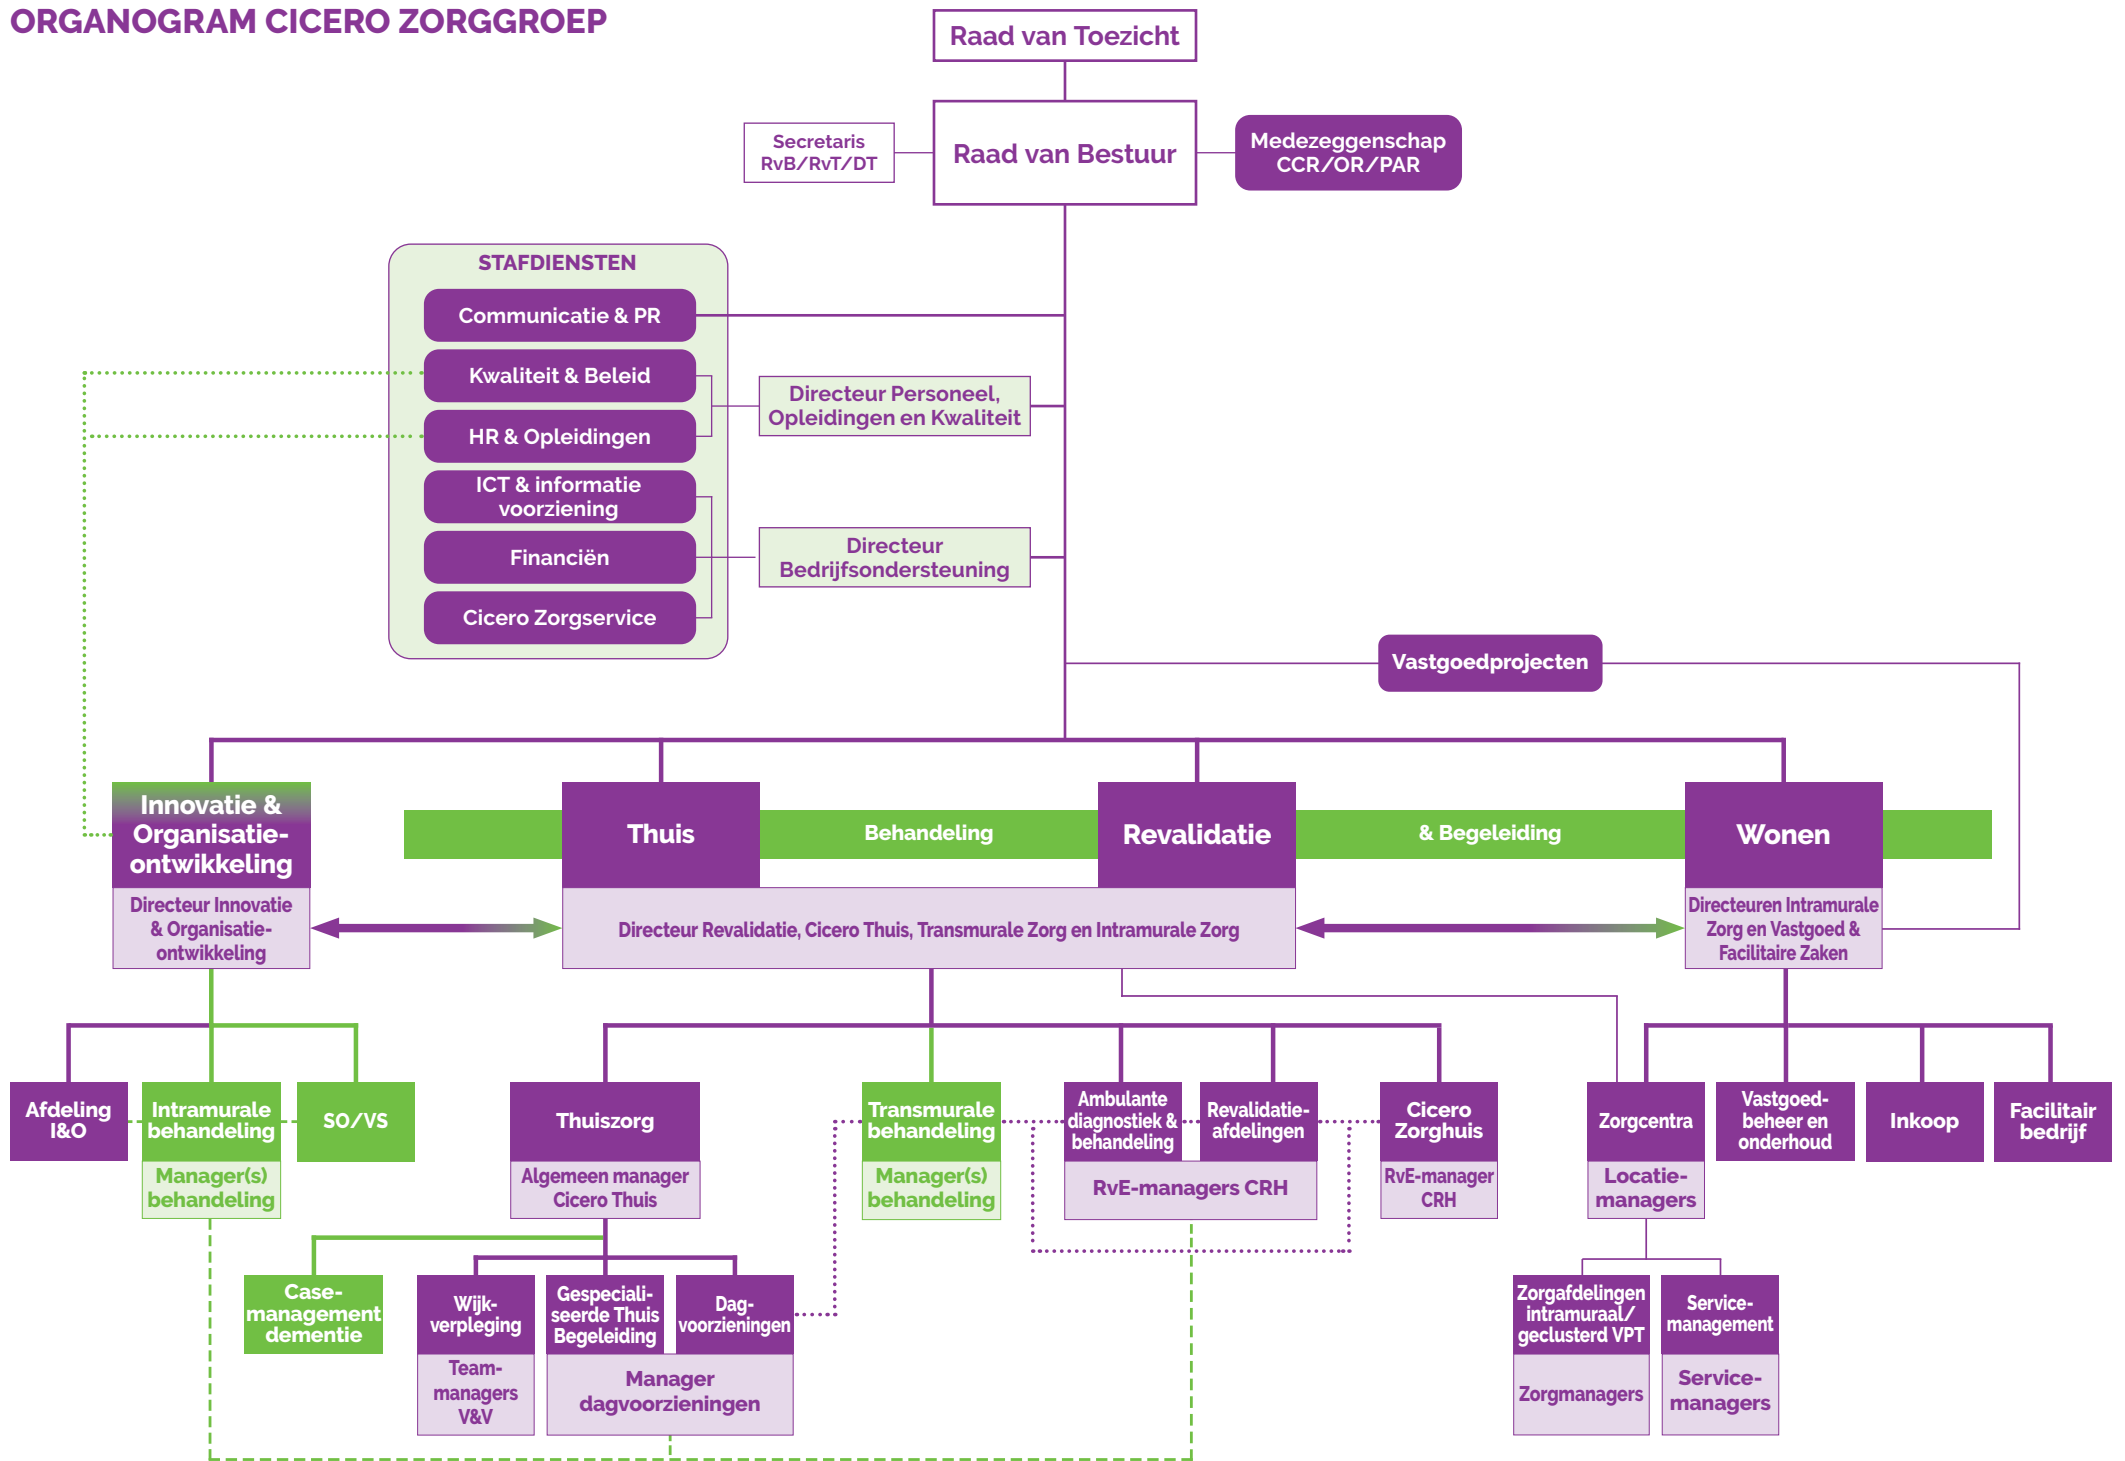 ORGANOGRAM CICERO ZORGGROEP
Raad van Toezicht
Secretaris
RvB/RvT/DT
Raad van Bestuur
Medezeggenschap
CCR/OR/PAR
STAFDIENSTEN
Communicatie & PR
Kwaliteit & Beleid
HR & Opleidingen
ICT & informatie
voorziening
Financiën
Cicero Zorgservice
Directeur Personeel,
Opleidingen en Kwaliteit
Directeur
Bedrijfsondersteuning
Vastgoedprojecten
Innovatie &
Organisatie-
ontwikkeling
Thuis
Behandeling
Revalidatie
& Begeleiding
Wonen
Directeur Innovatie
& Organisatie-
ontwikkeling
Directeur Revalidatie, Cicero Thuis, Transmurale Zorg en Intramurale Zorg
Directeuren Intramurale
Zorg en Vastgoed &
Facilitaire Zaken
Afdeling
I&O
Intramurale
behandeling
Manager(s)
behandeling
SO/VS
Thuiszorg
Algemeen manager
Cicero Thuis
Transmurale
behandeling
Manager(s)
behandeling
Ambulante
diagnostiek &
behandeling
Revalidatie-
afdelingen
RvE-managers CRH
Cicero
Zorghuis
RvE-manager
CRH
Zorgcentra
Locatie-
managers
Vastgoed-
beheer en
onderhoud
Inkoop
Facilitair
bedrijf
Case-
management
dementie
Wijk-
verpleging
Team-
managers
V&V
Gespeciali-
seerde Thuis
Begeleiding
Dag-
voorzieningen
Manager
dagvoorzieningen
Zorgafdelingen
intramuraal/
geclusterd VPT
Zorgmanagers
Service-
management
Service-
managers